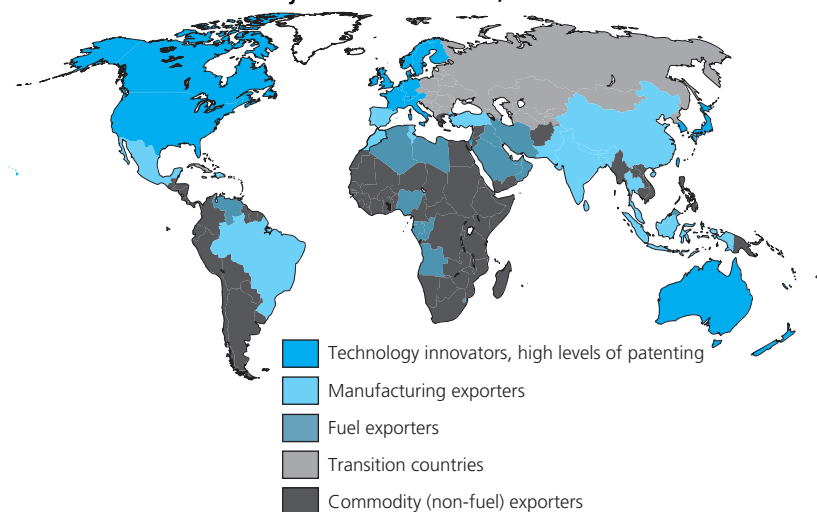 Technology innovators, high levels of patenting
Manufacturing exporters
Fuel exporters
Transition countries
Commodity (non-fuel) exporters